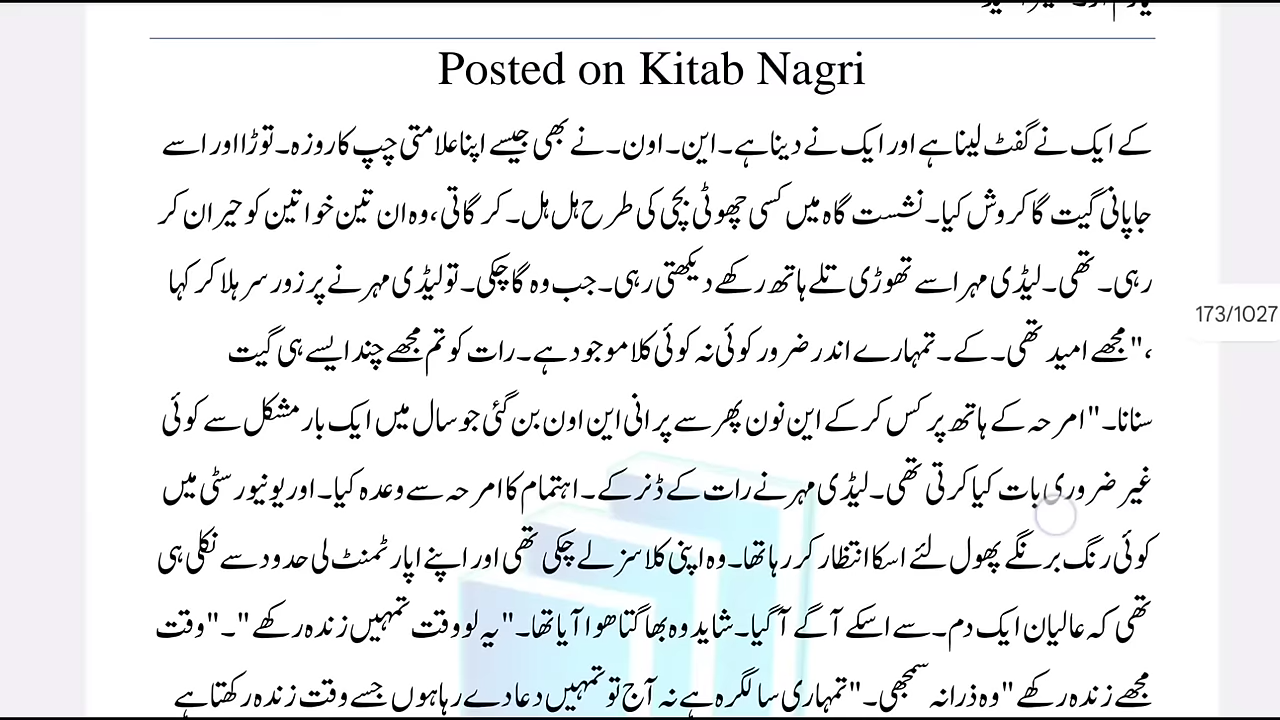 Posted on Kitab Nagri
کے ایک نے گفٹ لینا ہے اور ایک نے دینا ہے۔این۔اون۔نے بھی جیسے اپنا علامتی چپ کا روزہ۔توڑا اور اسے
جاپانی گیت گا کر وش کیا۔نشست گاہ میں کسی چھوٹی بچی کی طرح ہل ہل۔کر گاتی،وہ ان تین خواتین کو حیران کر
رہی۔تھی۔لیڈی مہر اسے تھوڑی تلے ہاتھ رکھے دیکھتی رہی۔جب وہ گا چکی۔تو لیڈی مہر نے پر زور سر ہلا کر کہا
،"مجھے امید تھی۔کے۔تمہارے اندر ضرور کوئی نہ کوئی کلا موجود ہے۔رات کو تم مجھے چند ایسے ہی گیت
سنانا۔"امرحہ کے ہاتھ پر کس کر کے این نون پھر سے پرانی این اون بن گئی جو سال میں ایک بار مشکل سے کوئی
غیر ضروری بات کیا کرتی تھی۔لیڈی مہر نے رات کے ڈنر کے۔اہتمام کا امرحہ سے وعدہ کیا۔اور یونیورسٹی میں
کوئی رنگ برنگے پھول لئے اسکا انتظار کر رہا تھا۔وہ اپنی کلاسز لے چکی تھی اور اپنے اپارٹمنٹ لی حدود سے نکلی ہی
تھی کہ عالیان ایک دم۔سے اسکے آگے آگیا۔شاید وہ بھاگتا ھوا آیا تھا۔"یہ لو وقت تمہیں زندہ رکھے"۔"وقت
مجھے زندہ رکھے"وہ ذرا نہ سمجھی۔"تمہاری سالگرہ ہے نہ آج تو تمہیں دعا دے رہا ہوں جسے وقت زندہ رکھتا ہے
173/1027